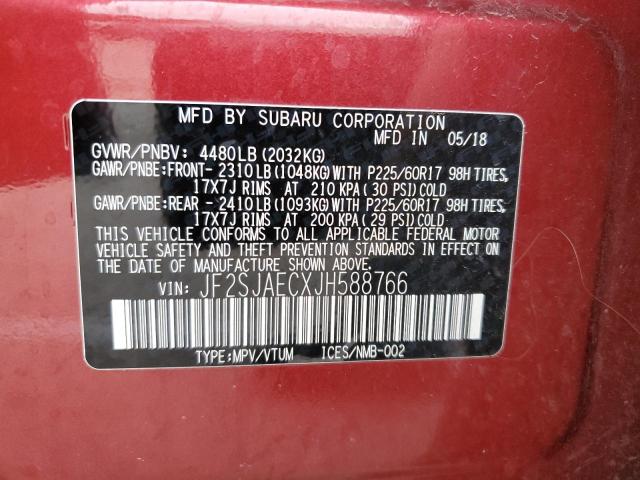 MFD BY SUBARU CORPORATION
MFD IN 05/18
GVWR/PNBV: 4480LB(2032KG)
GAWR/PNBE:FRONT- 2310LB(1048KG)WITH P225/60R17 98H TIRES,
17X7J RIMS AT 210 KPA (30 PSI)COLD
GAWR/PNBE:REAR - 2410LB(1093KG)WITH P225/60R17 98H TIRES,
17X7J RIMS AT 200 KPA (29 PSI)COLD
THIS VEHICLE CONFORMS TO ALL APPLICABLE FEDERAL MOTOR
VEHICLE SAFETY AND THEFT PREVENTION STANDARDS IN EFFECT
ON THE DATE OF MANUFACTURE SHOWN ABOVE.
VIN: JF2SJAECXJH588766
TYPE:MPV/VTUM ICES/NMB-002